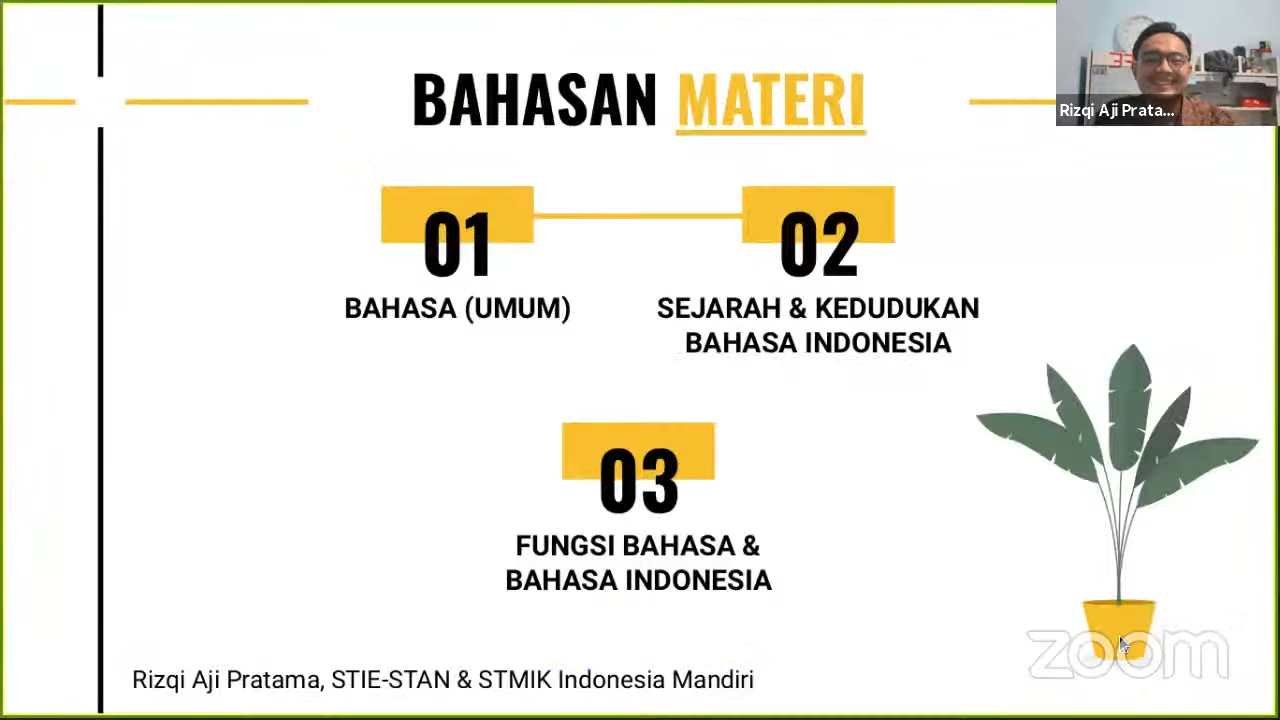 BAHASAN MATERI
Rizqi Aji Prata...
01
BAHASA (UMUM)
02
SEJARAH & KEDUDUKAN
BAHASA INDONESIA
03
FUNGSI BAHASA &
BAHASA INDONESIA
zoom
Rizqi Aji Pratama, STIE-STAN & STMIK Indonesia Mandiri